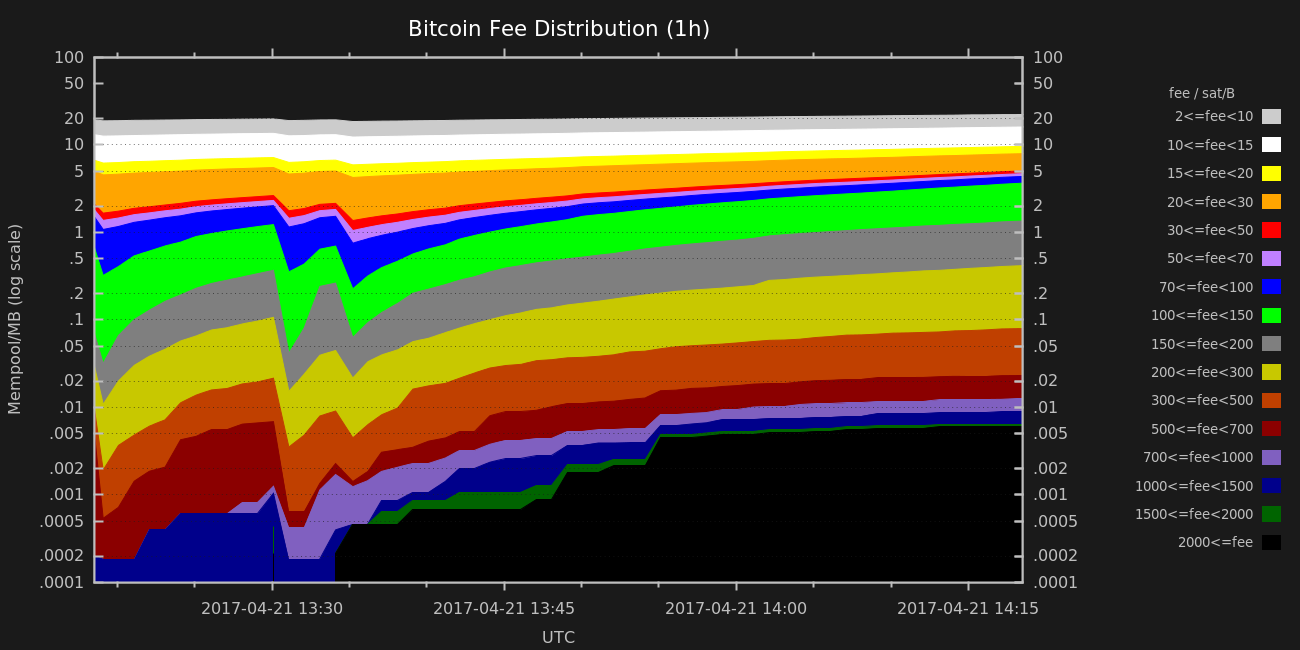 Bitcoin Fee Distribution (1h)
100
50
20
10
5
2
1
.5
.2
.1
.05
.02
.01
.005
.002
.001
.0005
.0002
.0001
Mempool/MB (log scale)
100
50
20
10
5
2
1
.5
.2
.1
.05
.02
.01
.005
.002
.001
.0005
.0002
.0001
2017-04-21 13:30
2017-04-21 13:45
2017-04-21 14:00
2017-04-21 14:15
UTC
fee / sat/B
2<=fee<10
10<=fee<15
15<=fee<20
20<=fee<30
30<=fee<50
50<=fee<70
70<=fee<100
100<=fee<150
150<=fee<200
200<=fee<300
300<=fee<500
500<=fee<700
700<=fee<1000
1000<=fee<1500
1500<=fee<2000
2000<=fee